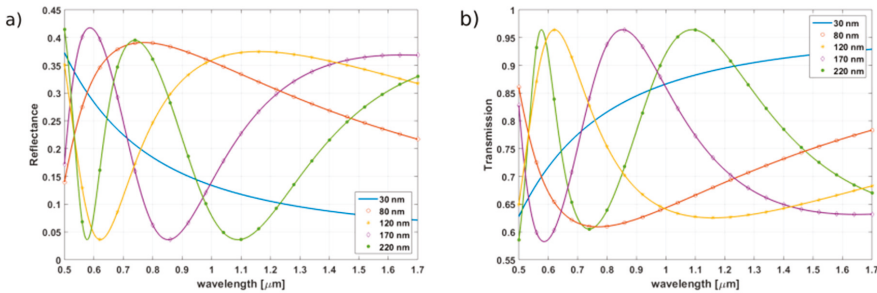 a)
0.45
0.4
0.35
0.3
0.25
0.2
0.15
0.1
0.05
0
Reflectance
0.5 0.6 0.7 0.8 0.9 1 1.1 1.2 1.3 1.4 1.5 1.6 1.7
wavelength [μm]
30 nm
80 nm
120 nm
170 nm
220 nm
b)
1
0.95
0.9
0.85
0.8
0.75
0.7
0.65
0.6
0.55
Transmission
0.5 0.6 0.7 0.8 0.9 1 1.1 1.2 1.3 1.4 1.5 1.6 1.7
wavelength [μm]
30 nm
80 nm
120 nm
170 nm
220 nm